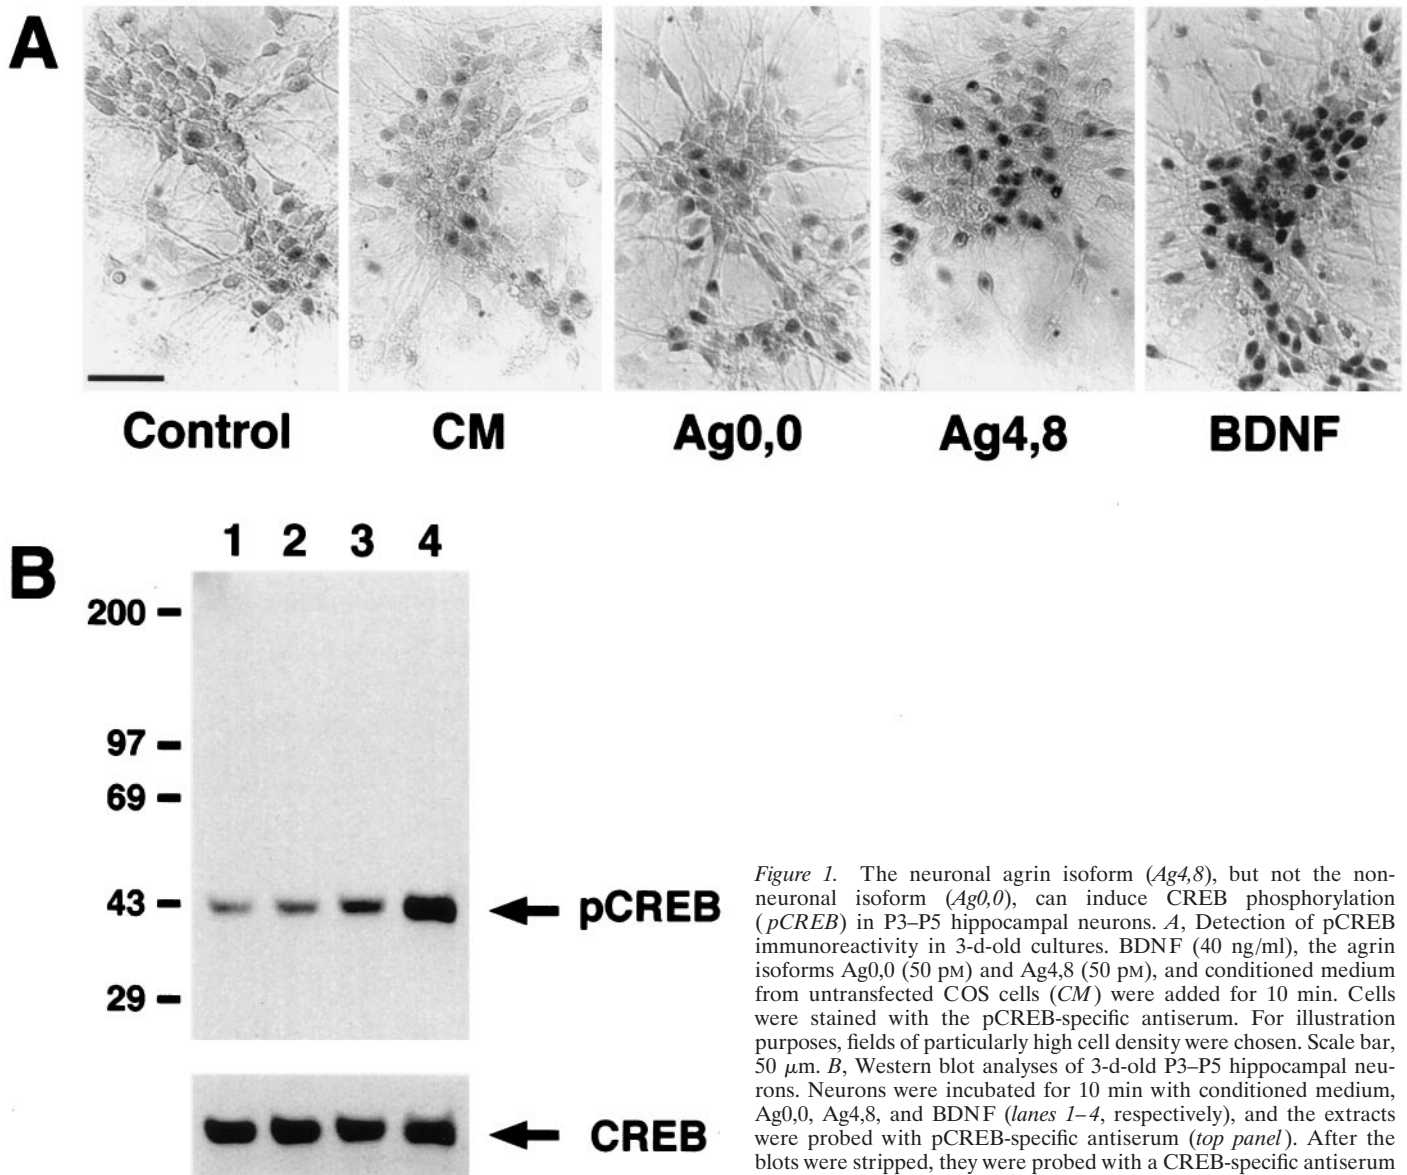 A
Control CM Ag0,0 Ag4,8 BDNF
B
1 2 3 4
200
97
69
43
29
pCREB
CREB
Figure 1. The neuronal agrin isoform (Ag4,8), but not the non-
neuronal isoform (Ag0,0), can induce CREB phosphorylation
(pCREB) in P3–P5 hippocampal neurons. A, Detection of pCREB
immunoreactivity in 3-d-old cultures. BDNF (40 ng/ml), the agrin
isoforms Ag0,0 (50 pM) and Ag4,8 (50 pM), and conditioned medium
from untransfected COS cells (CM) were added for 10 min. Cells
were stained with the pCREB-specific antiserum. For illustration
purposes, fields of particularly high cell density were chosen. Scale bar,
50 μm. B, Western blot analyses of 3-d-old P3–P5 hippocampal neu-
rons. Neurons were incubated for 10 min with conditioned medium,
Ag0,0, Ag4,8, and BDNF (lanes 1–4, respectively), and the extracts
were probed with pCREB-specific antiserum (top panel). After the
blots were stripped, they were probed with a CREB-specific antiserum